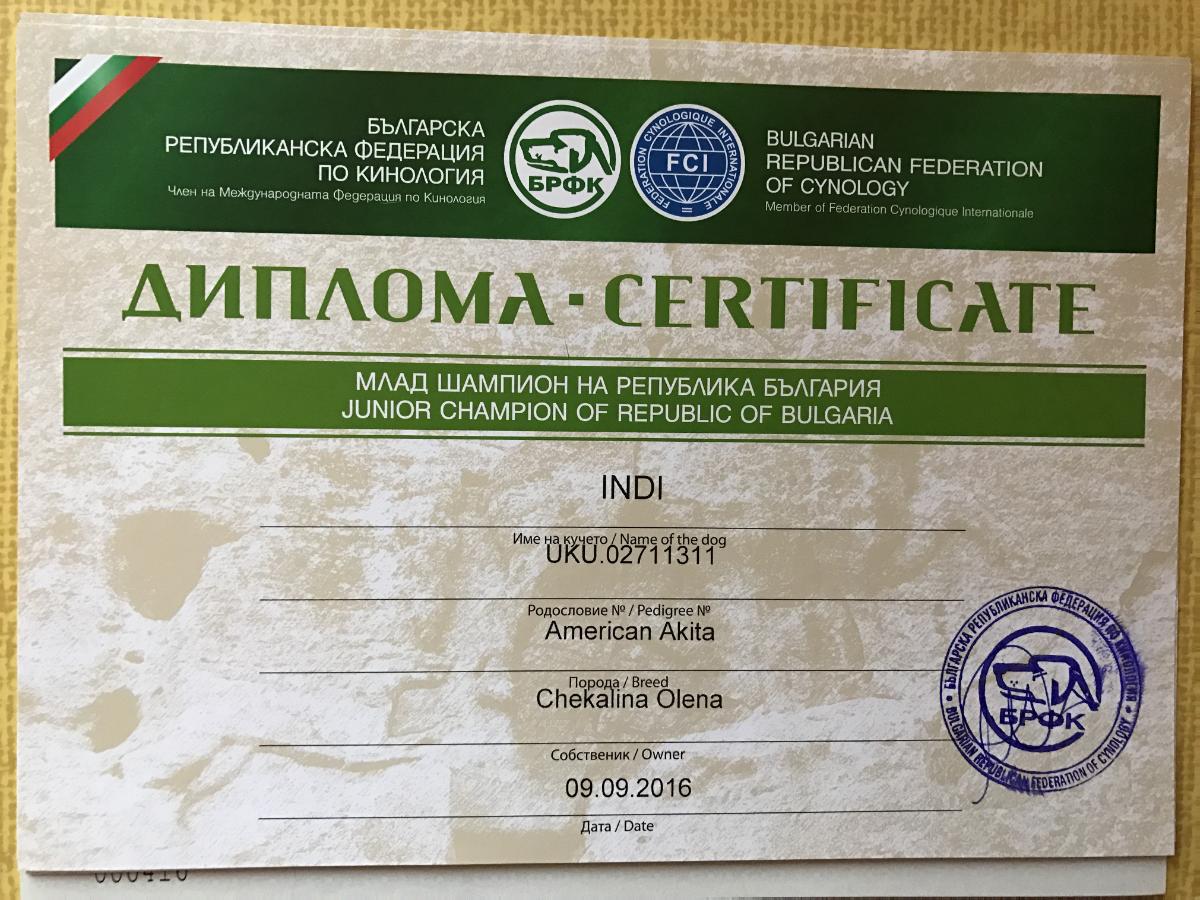 БЪЛГАРСКА
РЕПУБЛИКАНСКА ФЕДЕРАЦИЯ
ПО КИНОЛОГИЯ
Член на Международната Федерация по Кинология
БРФК
FEDERATION CYNOLOGIQUE INTERNATIONALE
FCI
BULGARIAN
REPUBLICAN FEDERATION
OF CYNOLOGY
Member of Federation Cynologique Internationale
ДИПЛОМА - CERTIFICATE
МЛАД ШАМПИОН НА РЕПУБЛИКА БЪЛГАРИЯ
JUNIOR CHAMPION OF REPUBLIC OF BULGARIA
INDI
Име на кучето / Name of the dog
UKU.02711311
Родословие № / Pedigree №
American Akita
Порода / Breed
Chekalina Olena
Собственик / Owner
09.09.2016
Дата / Date
БЪЛГАРСКА РЕПУБЛИКАНСКА ФЕДЕРАЦИЯ ПО КИНОЛОГИЯ
БРФК
BULGARIAN REPUBLICAN FEDERATION OF CYNOLOGY